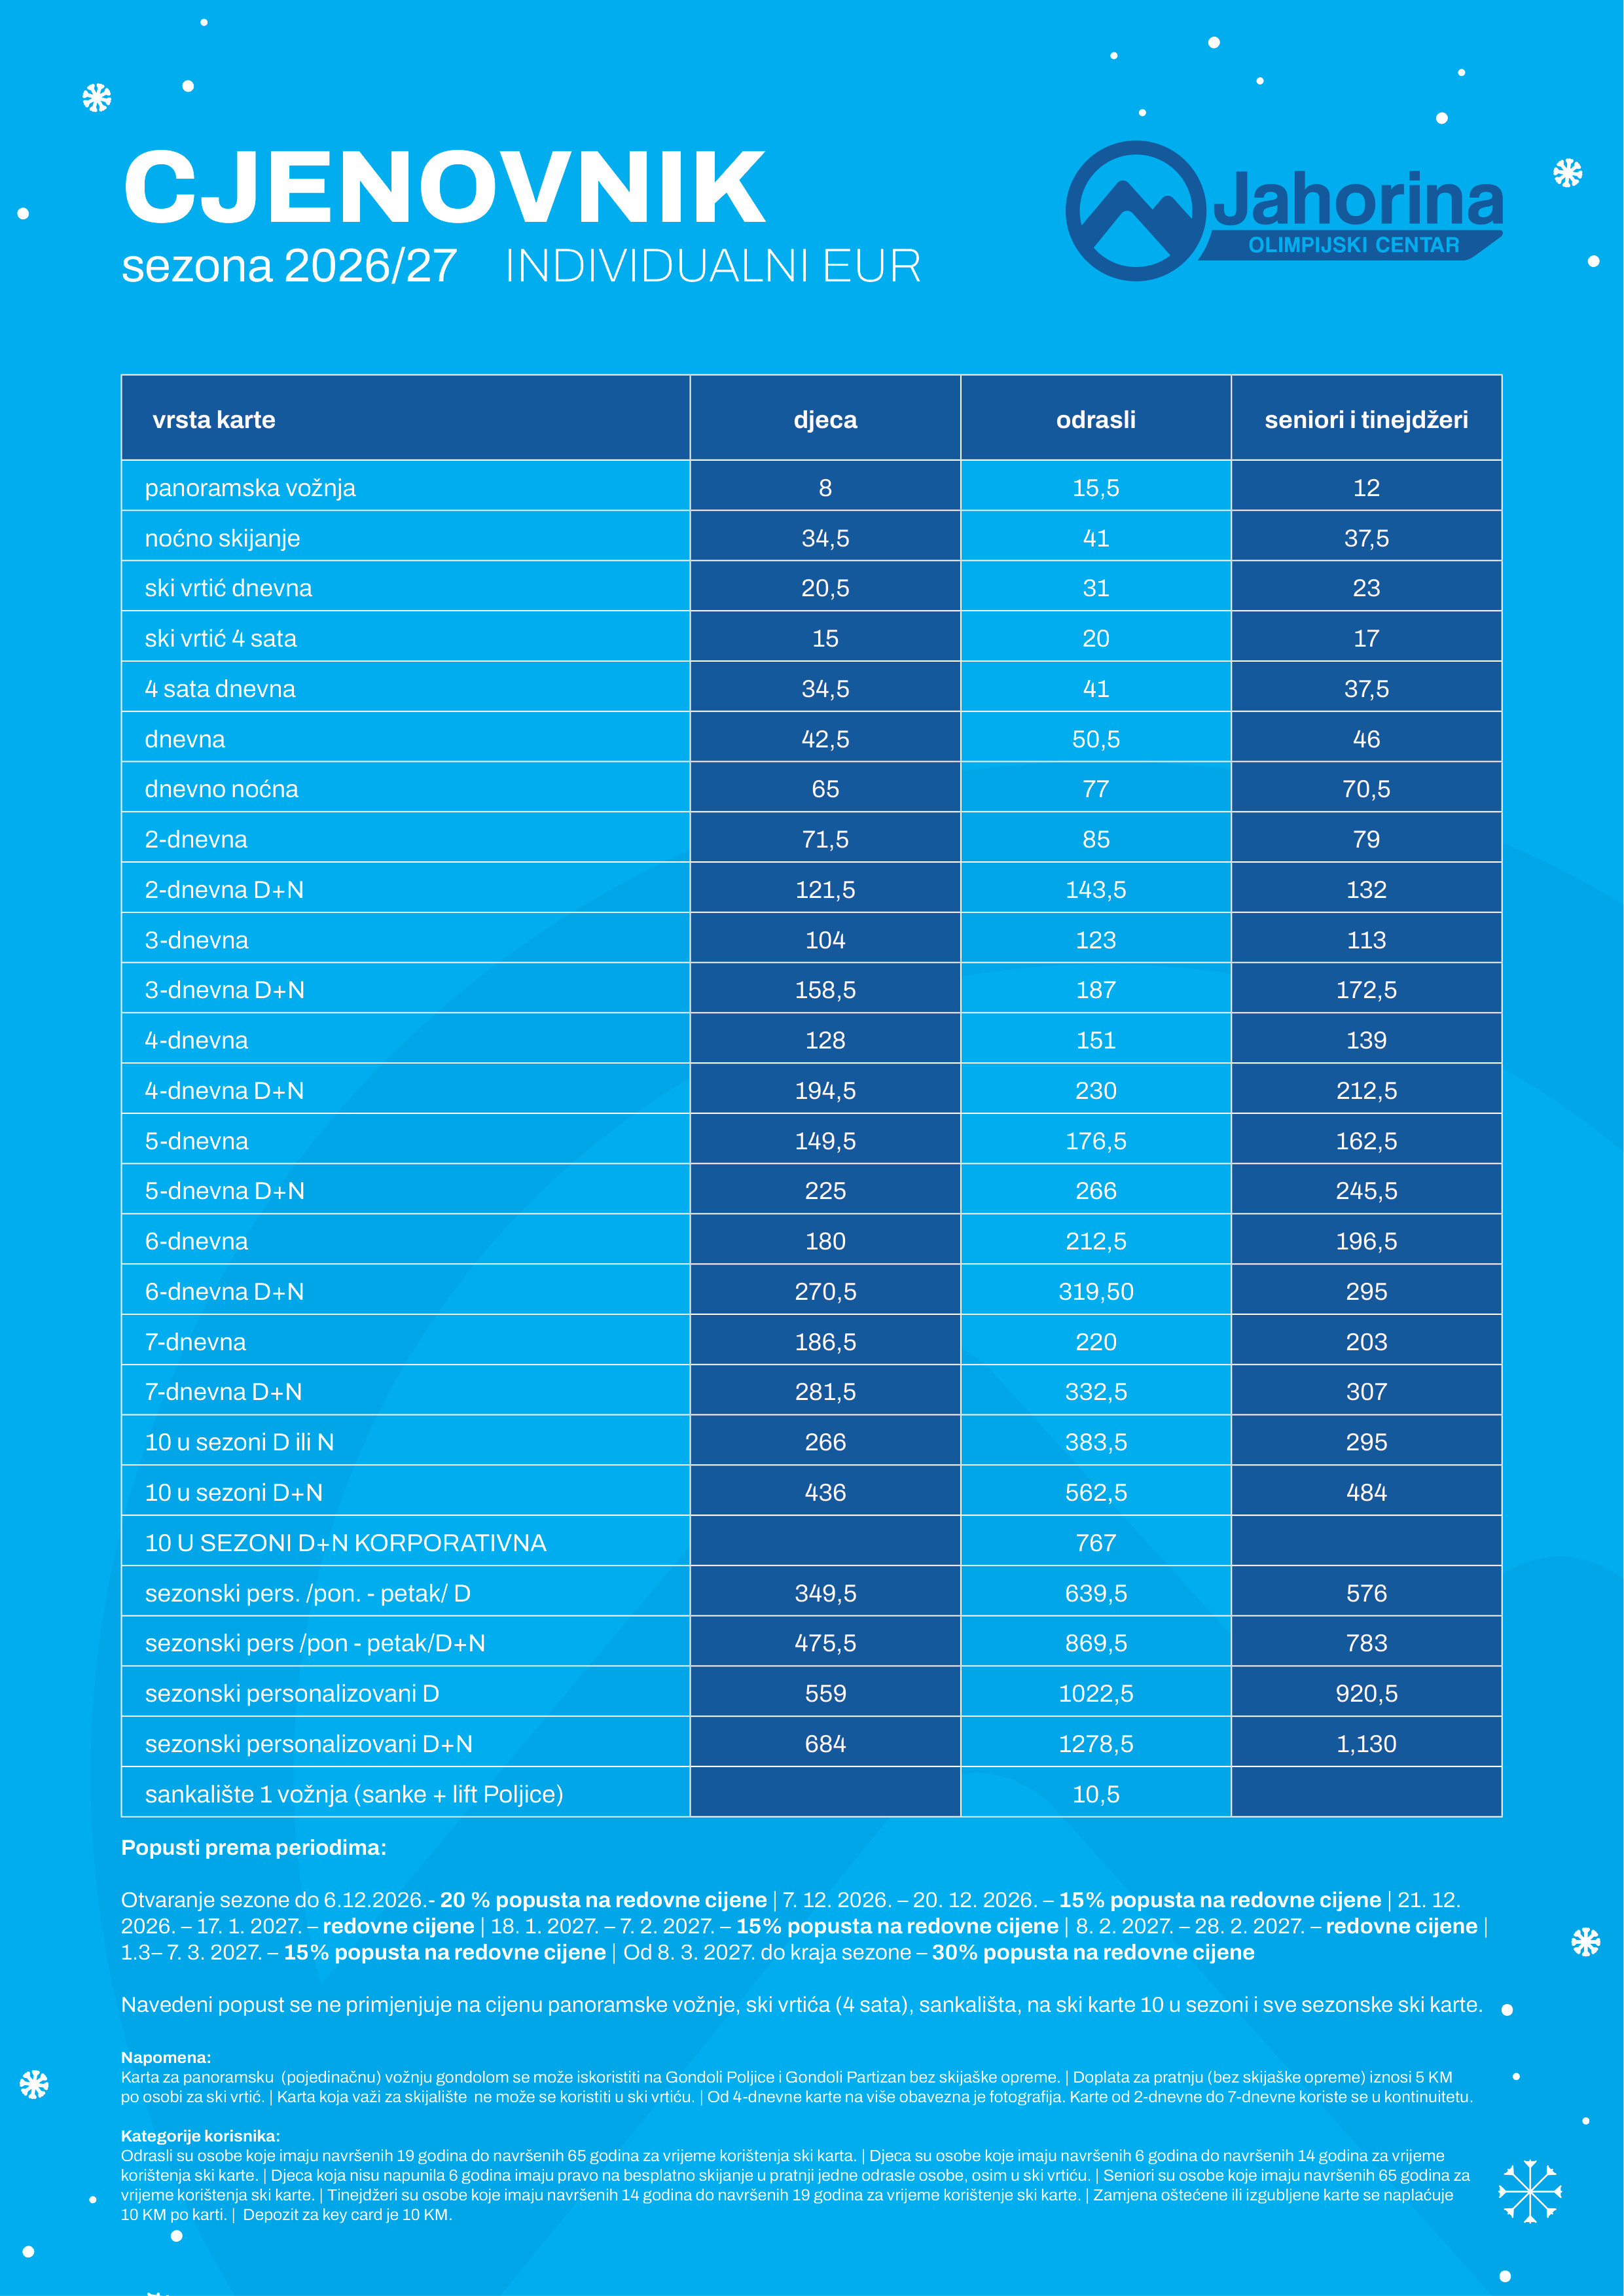 CJENOVNIK
sezona 2026/27 INDIVIDUALNI EUR
Jahorina
OLIMPIJSKI CENTAR
vrsta karte djeca odrasli seniori i tinejdžeri
panoramska vožnja 8 15,5 12
noćno skijanje 34,5 41 37,5
ski vrtić dnevna 20,5 31 23
ski vrtić 4 sata 15 20 17
4 sata dnevna 34,5 41 37,5
dnevna 42,5 50,5 46
dnevno noćna 65 77 70,5
2-dnevna 71,5 85 79
2-dnevna D+N 121,5 143,5 132
3-dnevna 104 123 113
3-dnevna D+N 158,5 187 172,5
4-dnevna 128 151 139
4-dnevna D+N 194,5 230 212,5
5-dnevna 149,5 176,5 162,5
5-dnevna D+N 225 266 245,5
6-dnevna 180 212,5 196,5
6-dnevna D+N 270,5 319,50 295
7-dnevna 186,5 220 203
7-dnevna D+N 281,5 332,5 307
10 u sezoni D ili N 266 383,5 295
10 u sezoni D+N 436 562,5 484
10 U SEZONI D+N KORPORATIVNA 767
sezonski pers. /pon. - petak/ D 349,5 639,5 576
sezonski pers /pon - petak/D+N 475,5 869,5 783
sezonski personalizovani D 559 1022,5 920,5
sezonski personalizovani D+N 684 1278,5 1,130
sankalište 1 vožnja (sanke + lift Poljice) 10,5
Popusti prema periodima:
Otvaranje sezone do 6.12.2026.- 20 % popusta na redovne cijene | 7. 12. 2026. – 20. 12. 2026. – 15% popusta na redovne cijene | 21. 12.
2026. – 17. 1. 2027. – redovne cijene | 18. 1. 2027. – 7. 2. 2027. – 15% popusta na redovne cijene | 8. 2. 2027. – 28. 2. 2027. – redovne cijene |
1.3– 7. 3. 2027. – 15% popusta na redovne cijene | Od 8. 3. 2027. do kraja sezone – 30% popusta na redovne cijene
Navedeni popust se ne primjenjuje na cijenu panoramske vožnje, ski vrtića (4 sata), sankališta, na ski karte 10 u sezoni i sve sezonske ski karte.
Napomena:
Karta za panoramsku (pojedinačnu) vožnju gondolom se može iskoristiti na Gondoli Poljice i Gondoli Partizan bez skijaške opreme. | Doplata za pratnju (bez skijaške opreme) iznosi 5 KM
po osobi za ski vrtić. | Karta koja važi za skijalište ne može se koristiti u ski vrtiću. | Od 4-dnevne karte na više obavezna je fotografija. Karte od 2-dnevne do 7-dnevne koriste se u kontinuitetu.
Kategorije korisnika:
Odrasli su osobe koje imaju navršenih 19 godina do navršenih 65 godina za vrijeme korištenja ski karta. | Djeca su osobe koje imaju navršenih 6 godina do navršenih 14 godina za vrijeme
korištenja ski karte. | Djeca koja nisu napunila 6 godina imaju pravo na besplatno skijanje u pratnji jedne odrasle osobe, osim u ski vrtiću. | Seniori su osobe koje imaju navršenih 65 godina za
vrijeme korištenja ski karte. | Tinejdžeri su osobe koje imaju navršenih 14 godina do navršenih 19 godina za vrijeme korištenje ski karte. | Zamjena oštećene ili izgubljene karte se naplaćuje
10 KM po karti. | Depozit za key card je 10 KM.